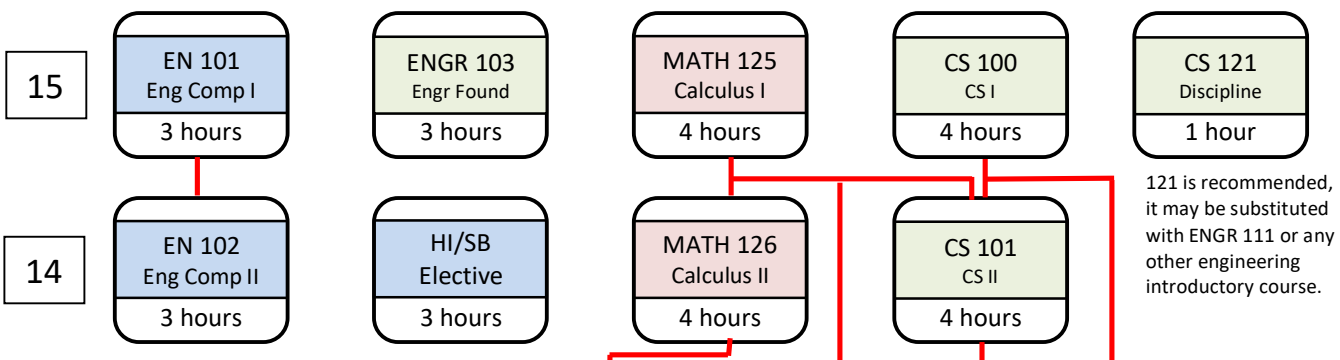 15
EN 101
Eng Comp I
3 hours
ENGR 103
Engr Found
3 hours
MATH 125
Calculus I
4 hours
CS 100
CS I
4 hours
CS 121
Discipline
1 hour
121 is recommended,
it may be substituted
with ENGR 111 or any
other engineering
introductory course.
14
EN 102
Eng Comp II
3 hours
HI/SB
Elective
3 hours
MATH 126
Calculus II
4 hours
CS 101
CS II
4 hours